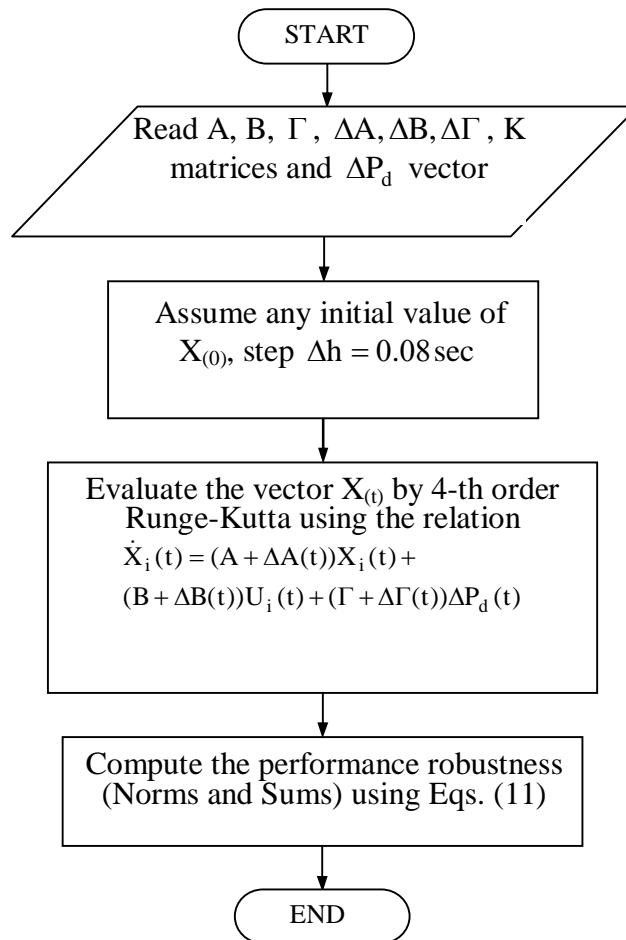 START
Read A, B, Γ, ΔA, ΔB, ΔΓ, K
matrices and ΔP_d vector
Assume any initial value of
X_(0), step Δh = 0.08 sec
Evaluate the vector X_(t) by 4-th order
Runge-Kutta using the relation
Ẋ_i(t) = (A + ΔA(t))X_i(t) +
(B + ΔB(t))U_i(t) + (Γ + ΔΓ(t))ΔP_d(t)
Compute the performance robustness
(Norms and Sums) using Eqs. (11)
END